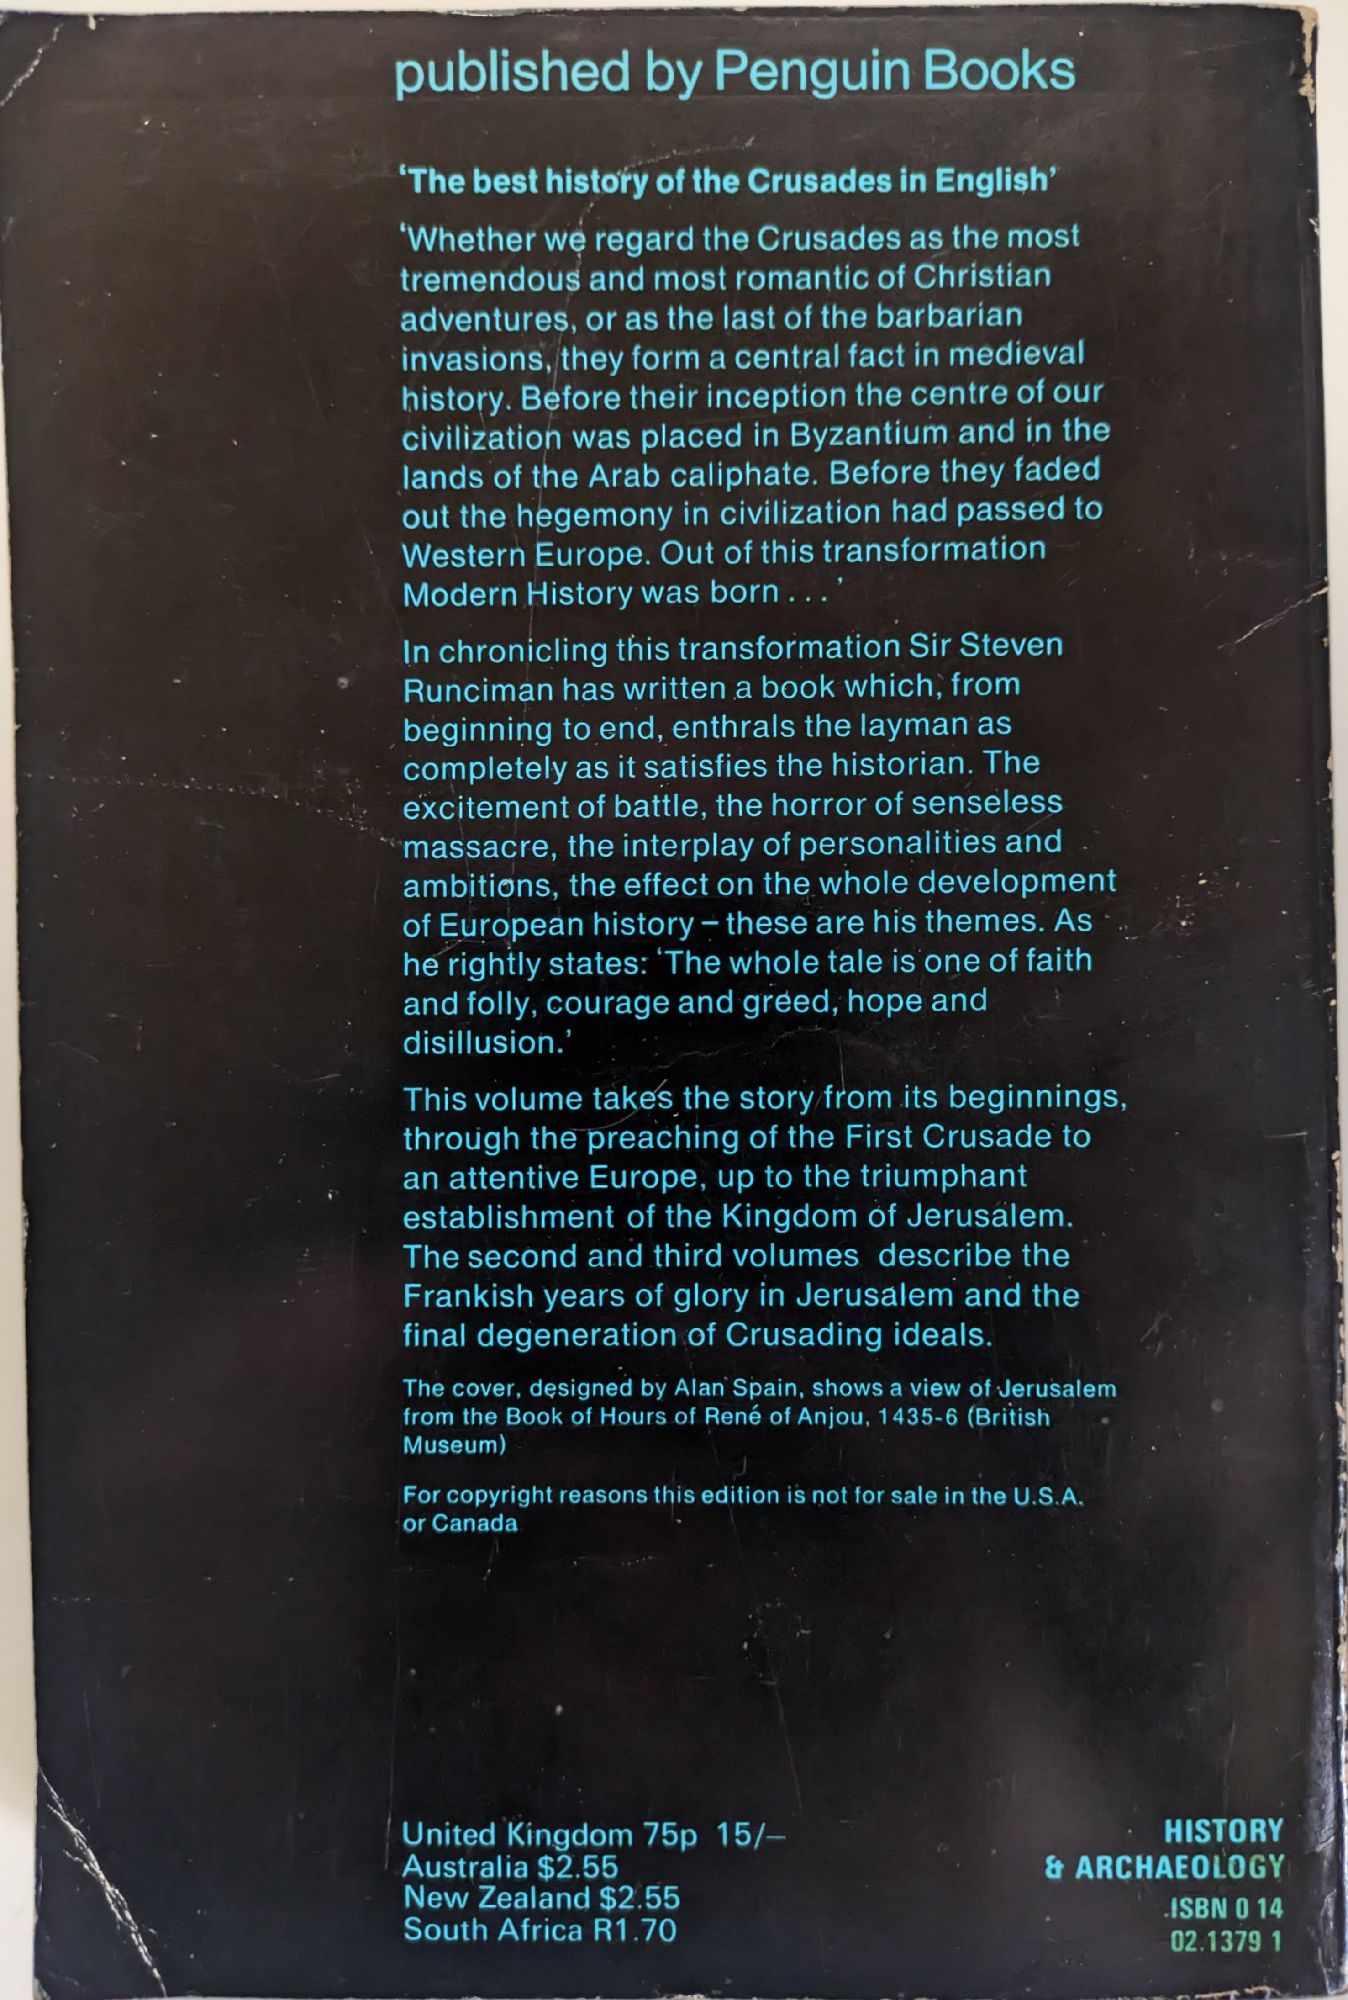 published by Penguin Books
‘The best history of the Crusades in English’
‘Whether we regard the Crusades as the most
tremendous and most romantic of Christian
adventures, or as the last of the barbarian
invasions, they form a central fact in medieval
history. Before their inception the centre of our
civilization was placed in Byzantium and in the
lands of the Arab caliphate. Before they faded
out the hegemony in civilization had passed to
Western Europe. Out of this transformation
Modern History was born . . . ’
In chronicling this transformation Sir Steven
Runciman has written a book which, from
beginning to end, enthrals the layman as
completely as it satisfies the historian. The
excitement of battle, the horror of senseless
massacre, the interplay of personalities and
ambitions, the effect on the whole development
of European history – these are his themes. As
he rightly states: ‘The whole tale is one of faith
and folly, courage and greed, hope and
disillusion.’
This volume takes the story from its beginnings,
through the preaching of the First Crusade to
an attentive Europe, up to the triumphant
establishment of the Kingdom of Jerusalem.
The second and third volumes describe the
Frankish years of glory in Jerusalem and the
final degeneration of Crusading ideals.
The cover, designed by Alan Spain, shows a view of Jerusalem
from the Book of Hours of René of Anjou, 1435-6 (British
Museum)
For copyright reasons this edition is not for sale in the U.S.A.
or Canada
United Kingdom 75p 15/–
Australia $2.55
New Zealand $2.55
South Africa R1.70
HISTORY
& ARCHAEOLOGY
ISBN 0 14
02.1379 1